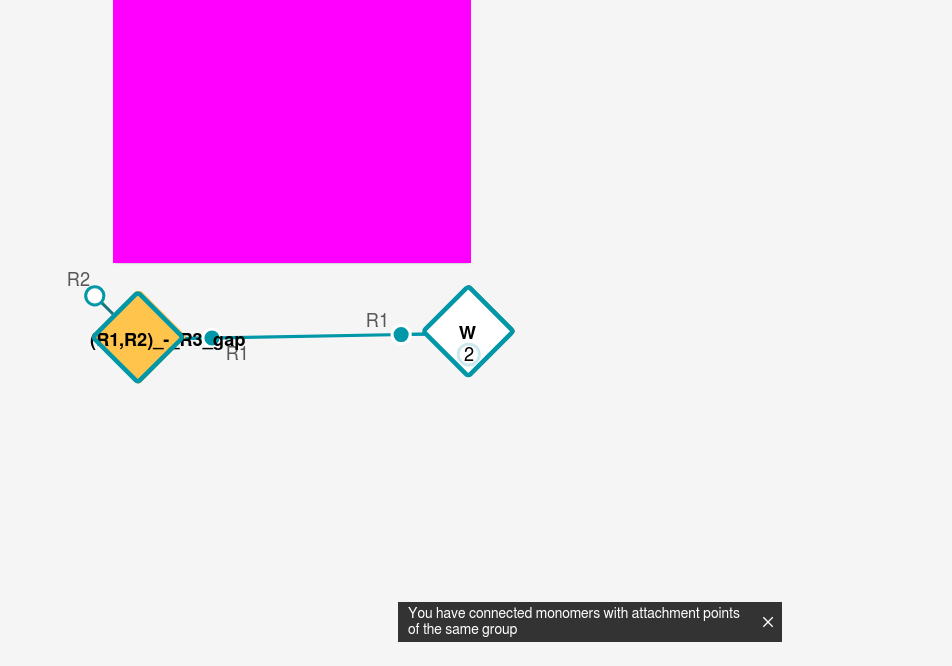 R2
R1
W
(R1,R2)_-_R3_gap
R1
2
You have connected monomers with attachment points
of the same group